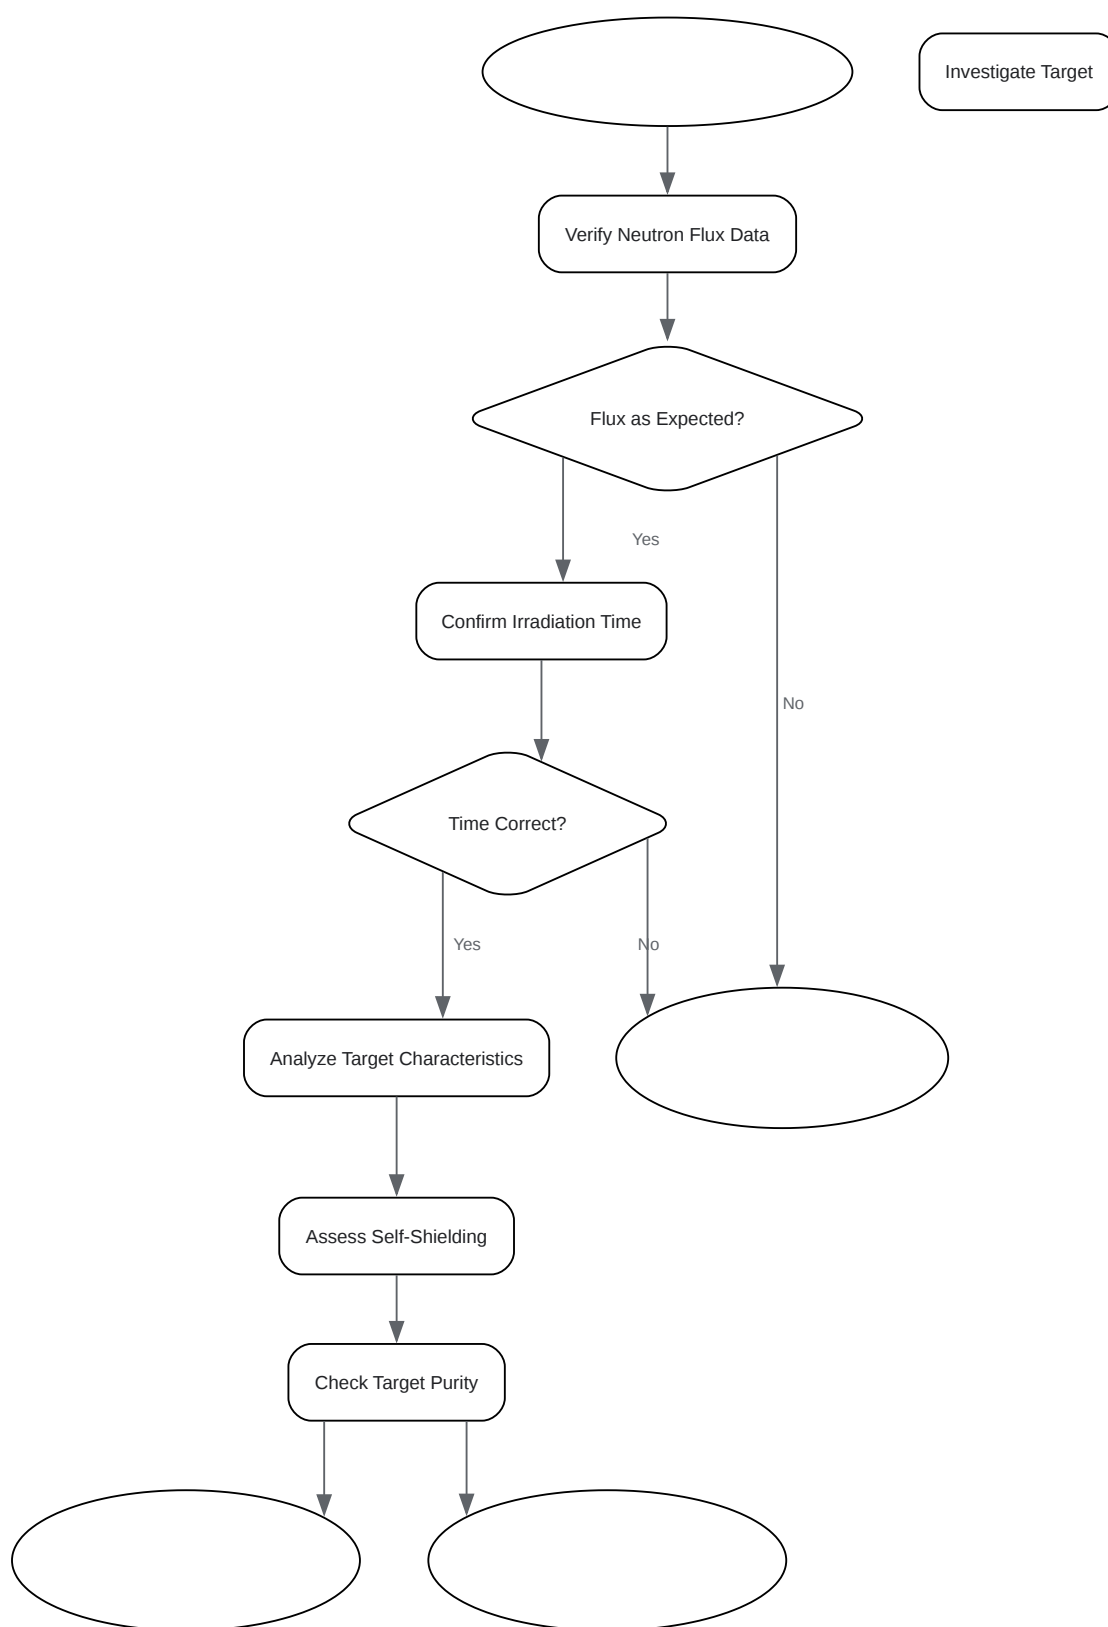 Investigate Target
Verify Neutron Flux Data
Flux as Expected?
Yes
Confirm Irradiation Time
No
Time Correct?
Yes
No
Analyze Target Characteristics
Assess Self-Shielding
Check Target Purity